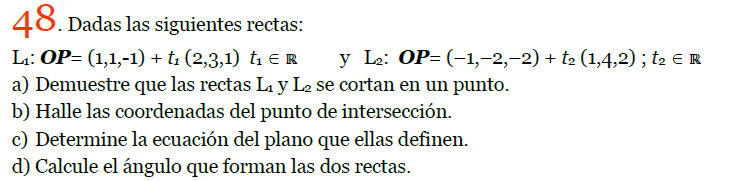 48. Dadas las siguientes rectas:
L₁: OP= (1,1,-1) + t₁ (2,3,1) t₁ ∈ ℝ y L₂: OP= (−1,−2,−2) + t₂ (1,4,2) ; t₂ ∈ ℝ
a) Demuestre que las rectas L₁ y L₂ se cortan en un punto.
b) Halle las coordenadas del punto de intersección.
c) Determine la ecuación del plano que ellas definen.
d) Calcule el ángulo que forman las dos rectas.